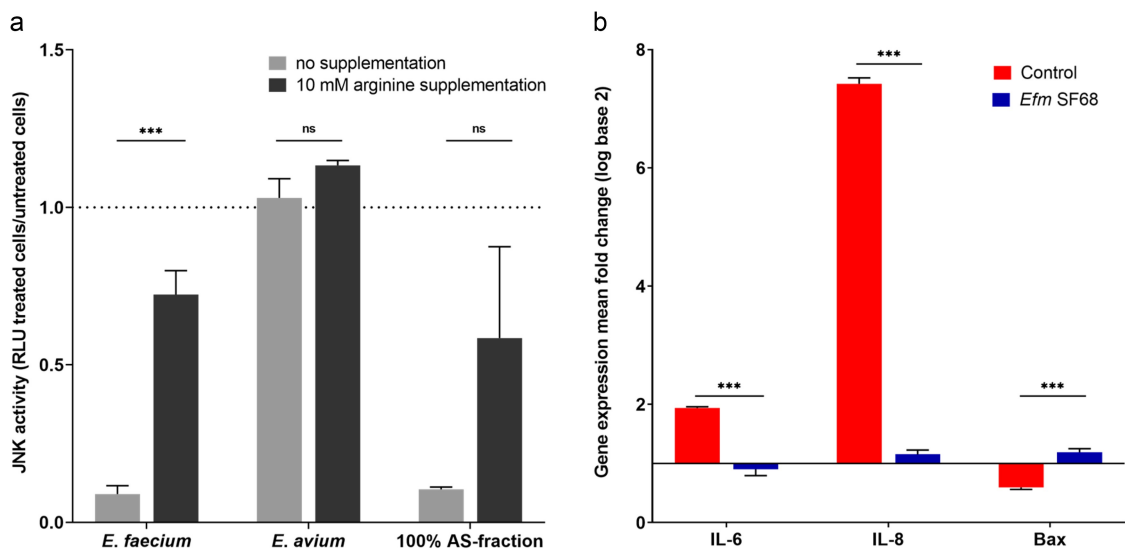 a
JNK activity (RLU treated cells/untreated cells)
1.5
1.0
0.5
0.0
no supplementation
10 mM arginine supplementation
***
ns
ns
E. faecium
E. avium
100% AS-fraction
b
Gene expression mean fold change (log base 2)
8
6
4
2
0
Control
Efm SF68
***
***
***
IL-6
IL-8
Bax